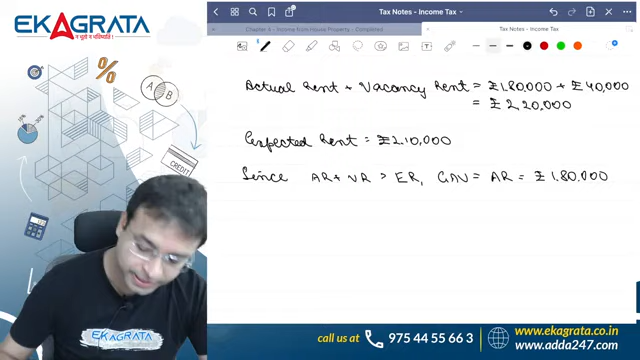 EKAGRATA
Tax Notes - Income Tax
Chapter 4 - Income from House Property - Completed
Tax Notes - Income Tax
%
A
B
CREDIT
Actual Rent + Vacancy Rent = ₹1,80,000 + ₹40,000
= ₹2,20,000
Expected Rent = ₹2,10,000
Since AR + VR > ER, GAV = AR = ₹1,80,000
EKAGRATA
call us at
975 44 55 66 3
www.ekagrata.co.in
www.adda247.com